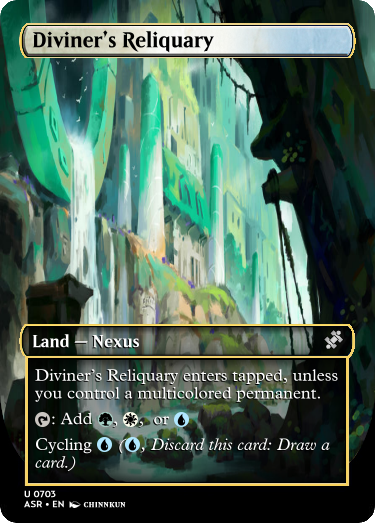 Diviner's Reliquary
Land — Nexus
Diviner's Reliquary enters tapped, unless
you control a multicolored permanent.
: Add , , or
Cycling (, Discard this card: Draw a
card.)
U 0703
ASR • EN CHINNKUN